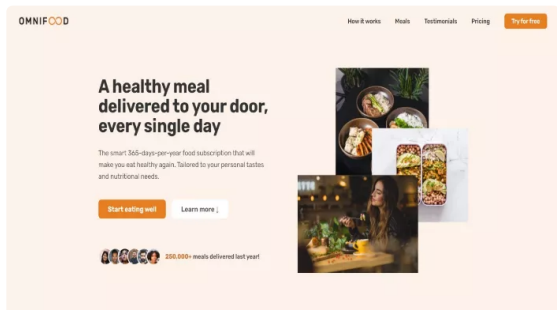 OMNIFOOD
How it works Meals Testimonials Pricing Try for free
A healthy meal
delivered to your door,
every single day
The smart 365-days-per-year food subscription that will
make you eat healthy again. Tailored to your personal tastes
and nutritional needs.
Start eating well Learn more ↓
250,000+ meals delivered last year!